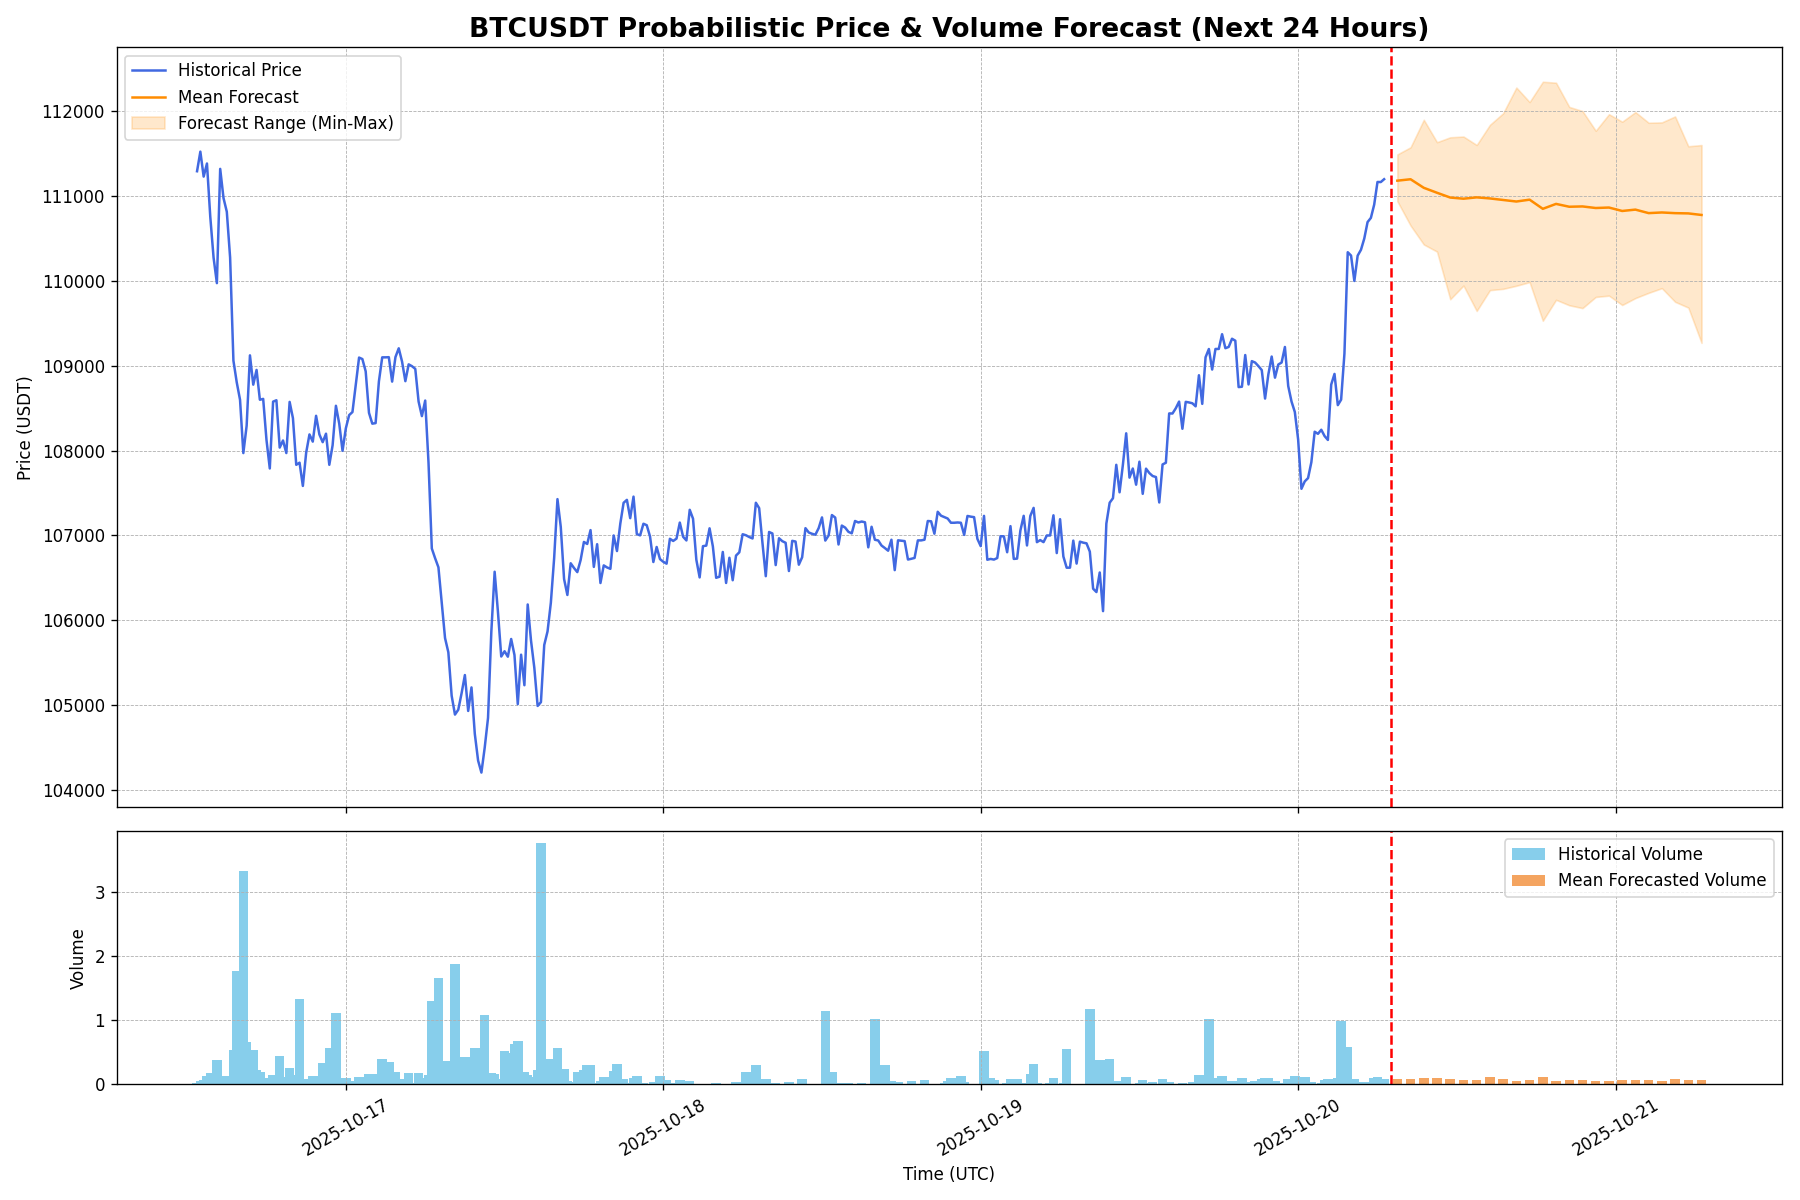 BTCUSDT Probabilistic Price & Volume Forecast (Next 24 Hours)
Historical Price
Mean Forecast
Forecast Range (Min-Max)
112000
111000
110000
109000
108000
107000
106000
105000
104000
Price (USDT)
Historical Volume
Mean Forecasted Volume
3
2
1
0
Volume
2025-10-17
2025-10-18
2025-10-19
2025-10-20
2025-10-21
Time (UTC)